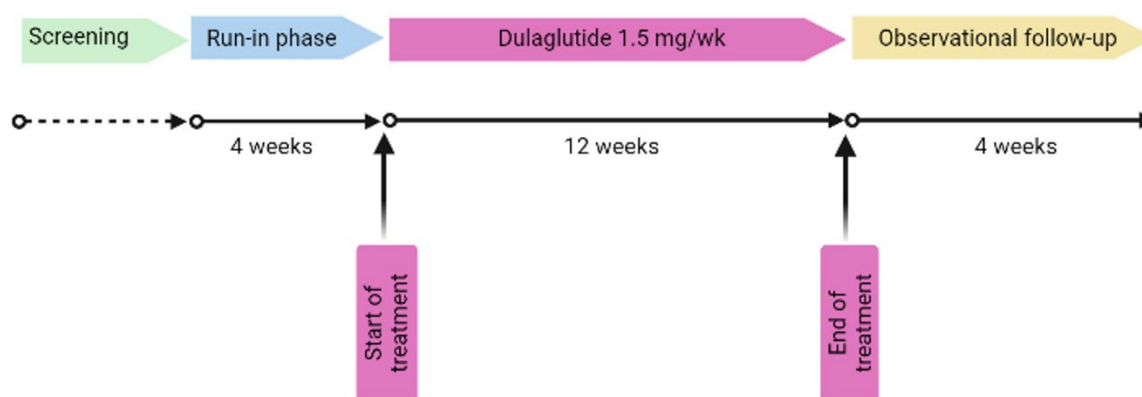 Screening
Run-in phase
Dulaglutide 1.5 mg/wk
Observational follow-up
4 weeks
12 weeks
4 weeks
Start of
treatment
End of
treatment